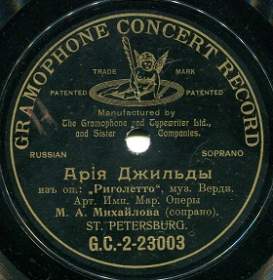 GRAMOPHONE CONCERT RECORD
TRADE MARK
PATENTED PATENTED
Manufactured by
The Gramophone and Typewriter Ltd.,
and Sister Companies.
RUSSIAN SOPRANO
Арія Джильды
изъ оп.: „Риголетто“, муз. Верди.
Арт. Имп. Мар. Оперы
М. А. Михайлова (сопрано).
ST. PETERSBURG.
G.C.-2-23003